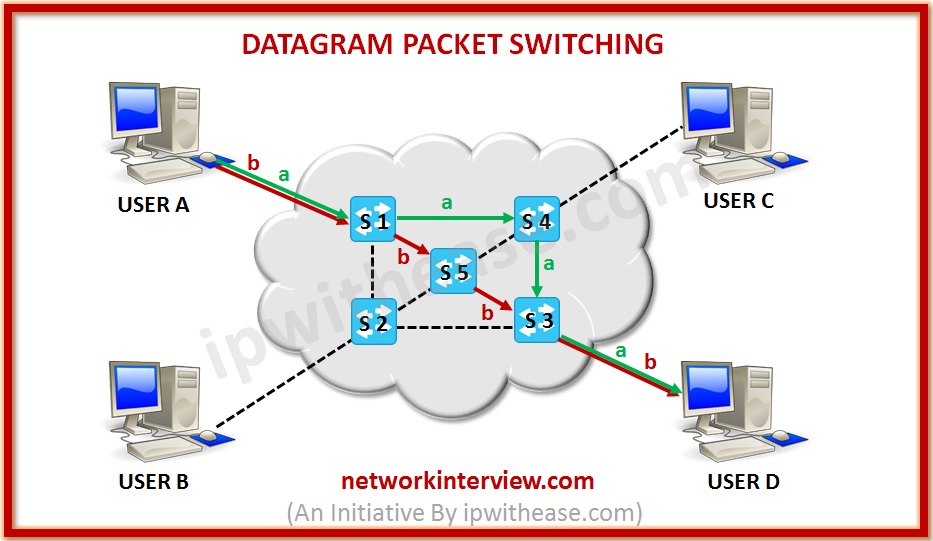 DATAGRAM PACKET SWITCHING
b
a
USER A
USER C
a
S 1
S 4
b
a
S 5
b
S 2
S 3
a
b
ipwithease.com
USER B
USER D
networkinterview.com
(An Initiative By ipwithease.com)